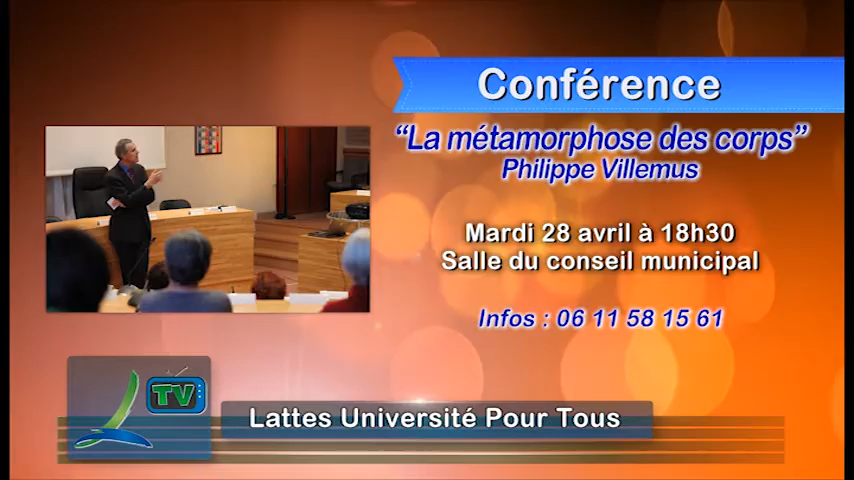 Conférence
“La métamorphose des corps”
Philippe Villemus
Mardi 28 avril à 18h30
Salle du conseil municipal
Infos : 06 11 58 15 61
TV
Lattes Université Pour Tous